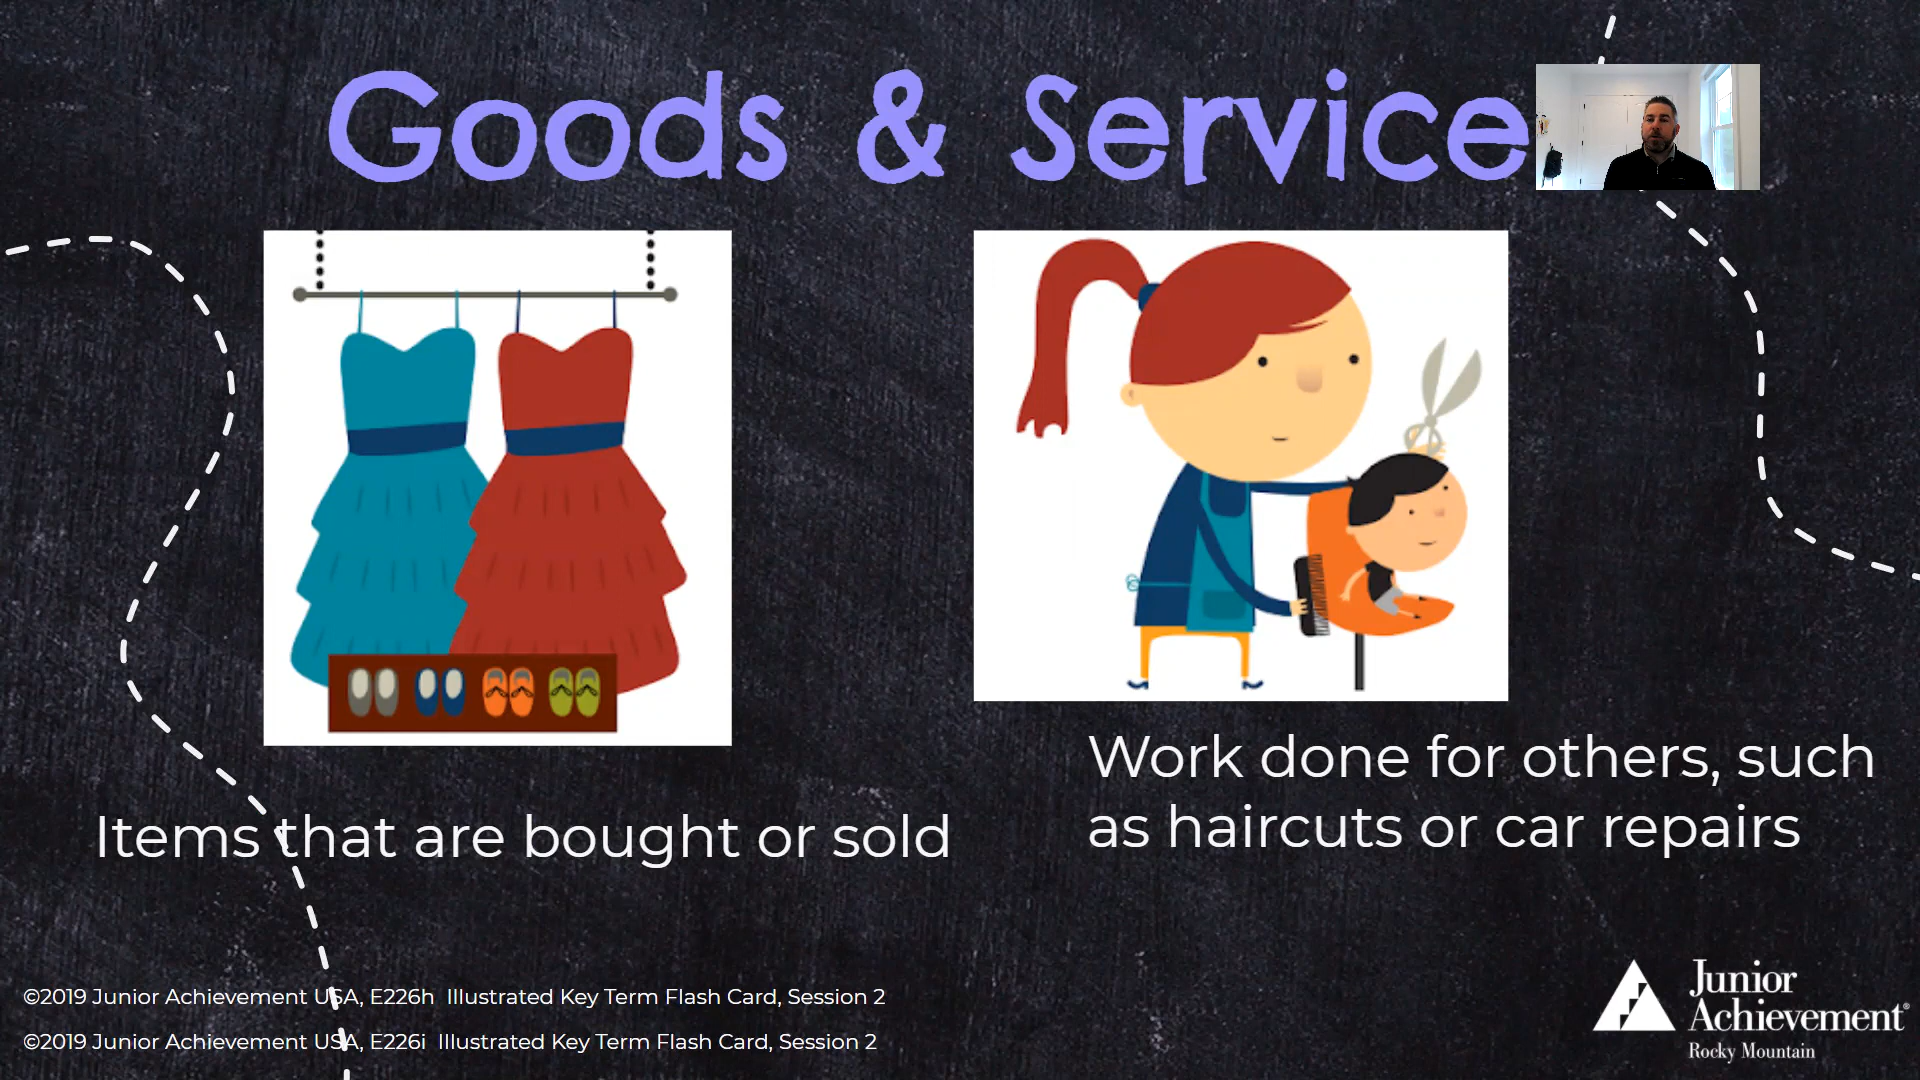 Goods & Service
Items that are bought or sold
Work done for others, such
as haircuts or car repairs
©2019 Junior Achievement USA, E226h Illustrated Key Term Flash Card, Session 2
©2019 Junior Achievement USA, E226i Illustrated Key Term Flash Card, Session 2
Junior
Achievement®
Rocky Mountain